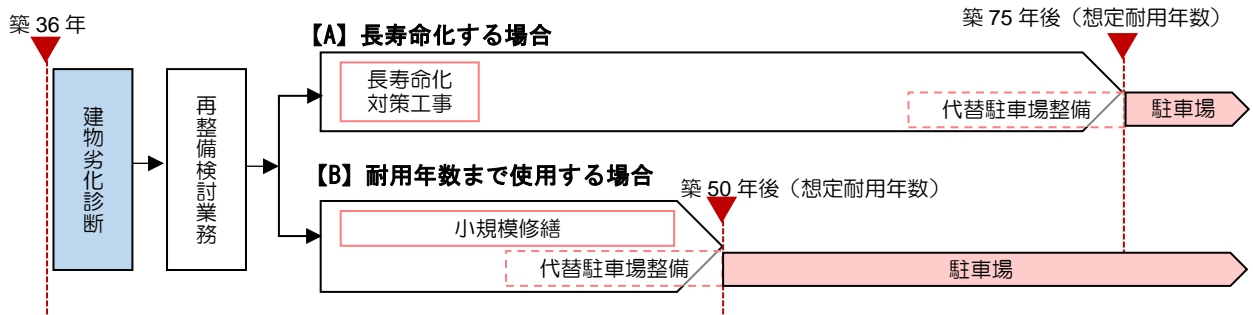 築 36 年
建物劣化診断
再整備検討業務
【A】長寿命化する場合
築 75 年後（想定耐用年数）
長寿命化
対策工事
代替駐車場整備
駐車場
【B】耐用年数まで使用する場合
築 50 年後（想定耐用年数）
小規模修繕
代替駐車場整備
駐車場